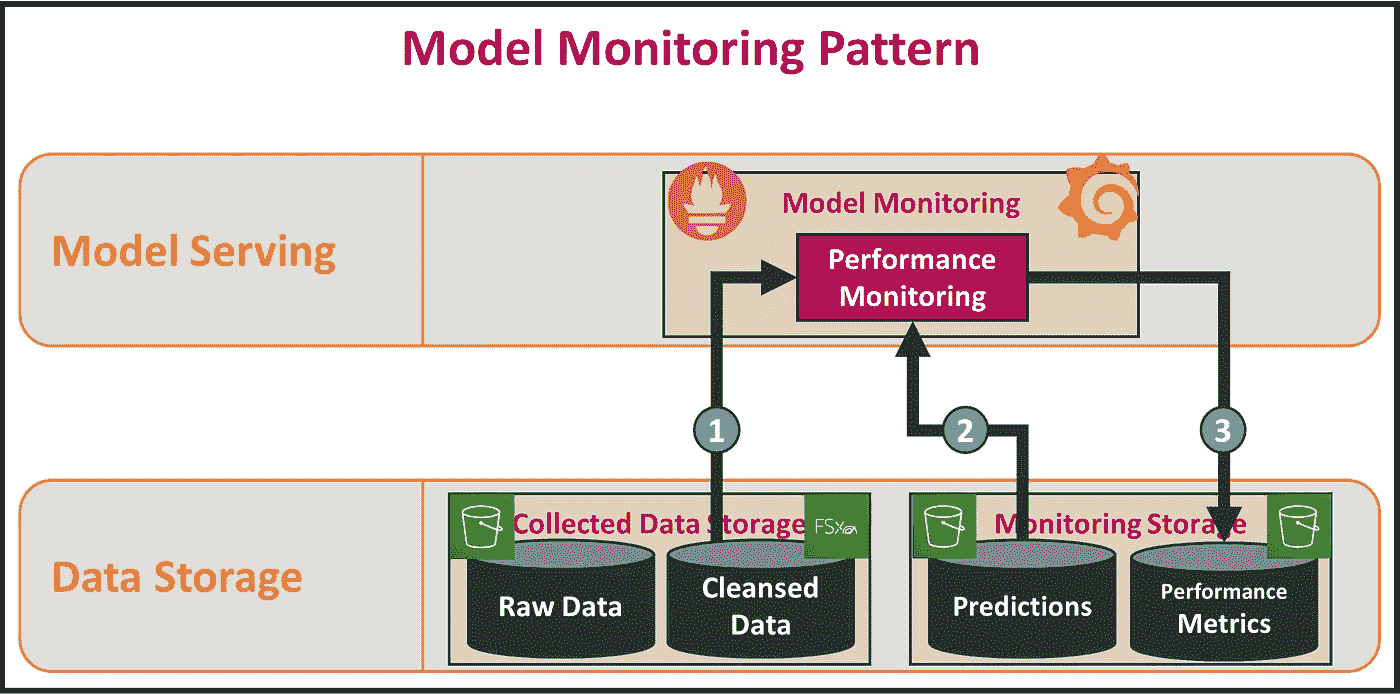 Model Monitoring Pattern
Model Serving
Model Monitoring
Performance
Monitoring
1
2
3
Data Storage
Collected Data Storage
FSx
Monitoring Storage
Raw Data
Cleansed
Data
Predictions
Performance
Metrics